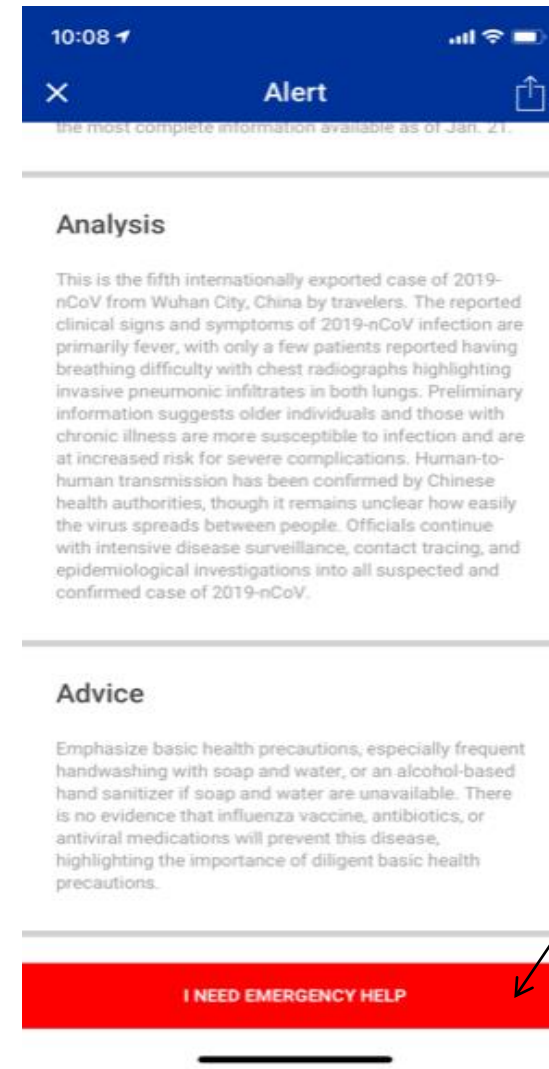 10:08
Alert
the most complete information available as of Jan. 21.
Analysis
This is the fifth internationally exported case of 2019-
nCoV from Wuhan City, China by travelers. The reported
clinical signs and symptoms of 2019-nCoV infection are
primarily fever, with only a few patients reported having
breathing difficulty with chest radiographs highlighting
invasive pneumonic infiltrates in both lungs. Preliminary
information suggests older individuals and those with
chronic illness are more susceptible to infection and are
at increased risk for severe complications. Human-to-
human transmission has been confirmed by Chinese
health authorities, though it remains unclear how easily
the virus spreads between people. Officials continue
with intensive disease surveillance, contact tracing, and
epidemiological investigations into all suspected and
confirmed case of 2019-nCoV.
Advice
Emphasize basic health precautions, especially frequent
handwashing with soap and water, or an alcohol-based
hand sanitizer if soap and water are unavailable. There
is no evidence that influenza vaccine, antibiotics, or
antiviral medications will prevent this disease,
highlighting the importance of diligent basic health
precautions.
I NEED EMERGENCY HELP